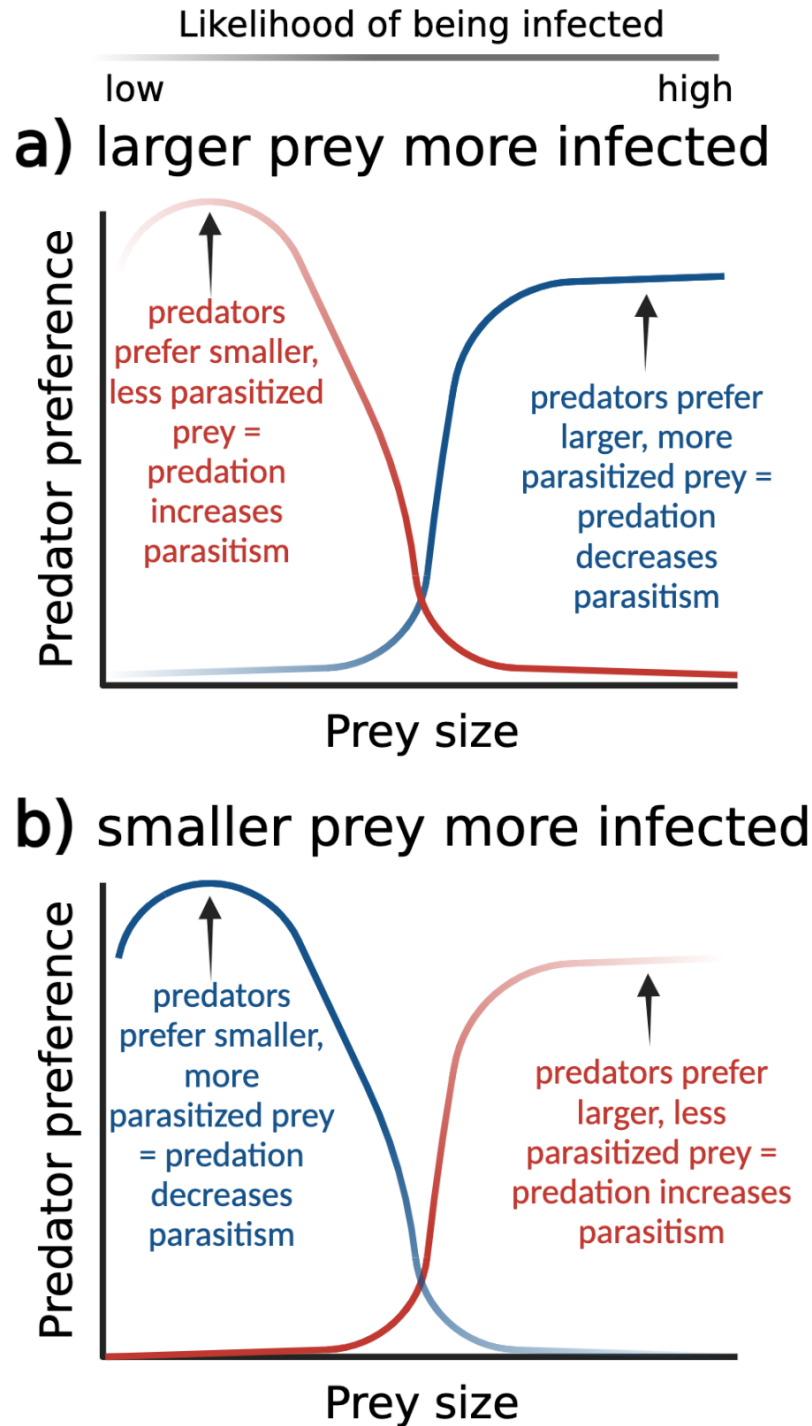 Likelihood of being infected
low
high
a) larger prey more infected
Predator preference
predators
prefer smaller,
less parasitized
prey =
predation
increases
parasitism
predators prefer
larger, more
parasitized prey =
predation
decreases
parasitism
Prey size
b) smaller prey more infected
Predator preference
predators
prefer smaller,
more
parasitized prey
= predation
decreases
parasitism
predators prefer
larger, less
parasitized prey =
predation increases
parasitism
Prey size